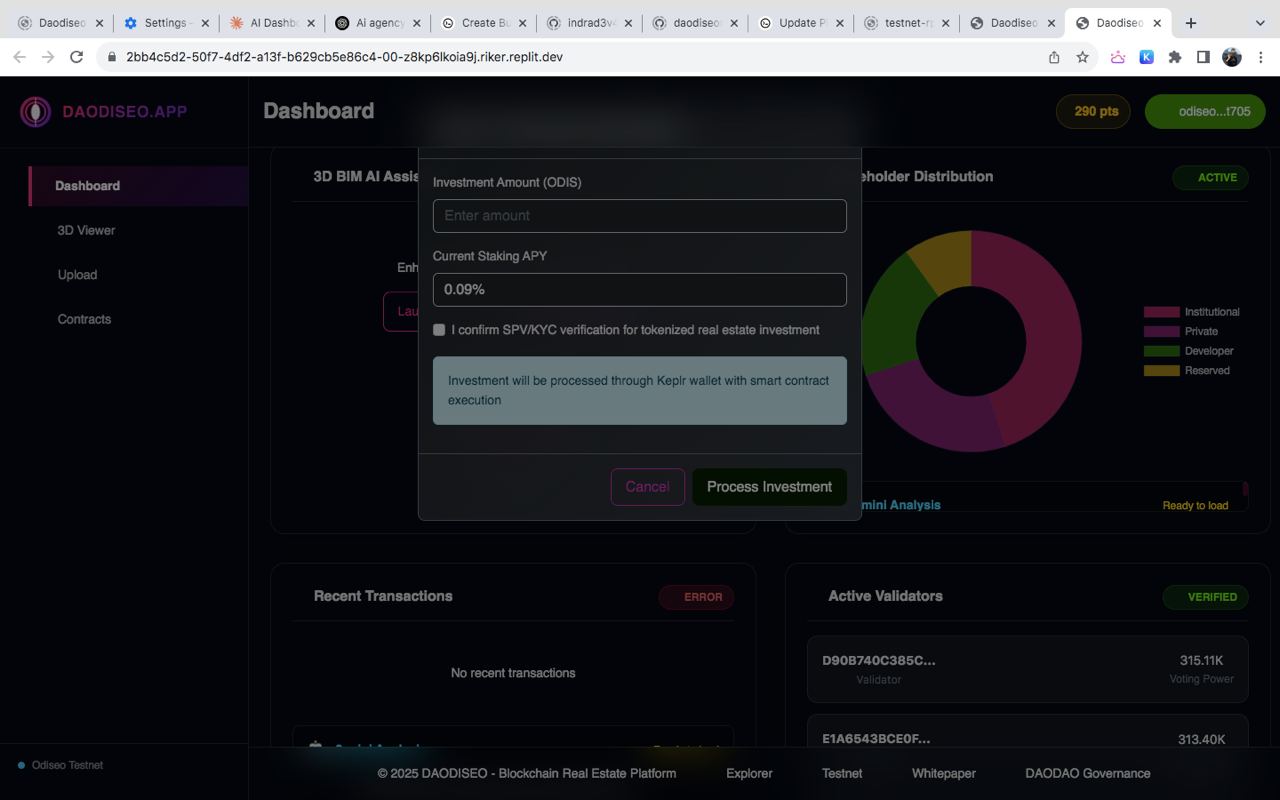 Daodiseo
Settings –
AI Dashb
Ai agency
Create Bu
indrad3v4
daodiseo
Update P
testnet-rp
Daodiseo
Daodiseo
2bb4c5d2-50f7-4df2-a13f-b629cb5e86c4-00-z8kp6lkoia9j.riker.replit.dev
DAODISEO.APP
Dashboard
290 pts
odiseo...t705
Dashboard
3D Viewer
Upload
Contracts
3D BIM AI Assis
Enh
Lau
Investment Amount (ODIS)
Enter amount
Current Staking APY
0.09%
I confirm SPV/KYC verification for tokenized real estate investment
Investment will be processed through Keplr wallet with smart contract
execution
Cancel
Process Investment
eholder Distribution
ACTIVE
Institutional
Private
Developer
Reserved
mini Analysis
Ready to load
Recent Transactions
ERROR
No recent transactions
Active Validators
VERIFIED
D90B740C385C...
315.11K
Validator
Voting Power
E1A6543BCE0F...
313.40K
Odiseo Testnet
© 2025 DAODISEO - Blockchain Real Estate Platform
Explorer
Testnet
Whitepaper
DAODAO Governance